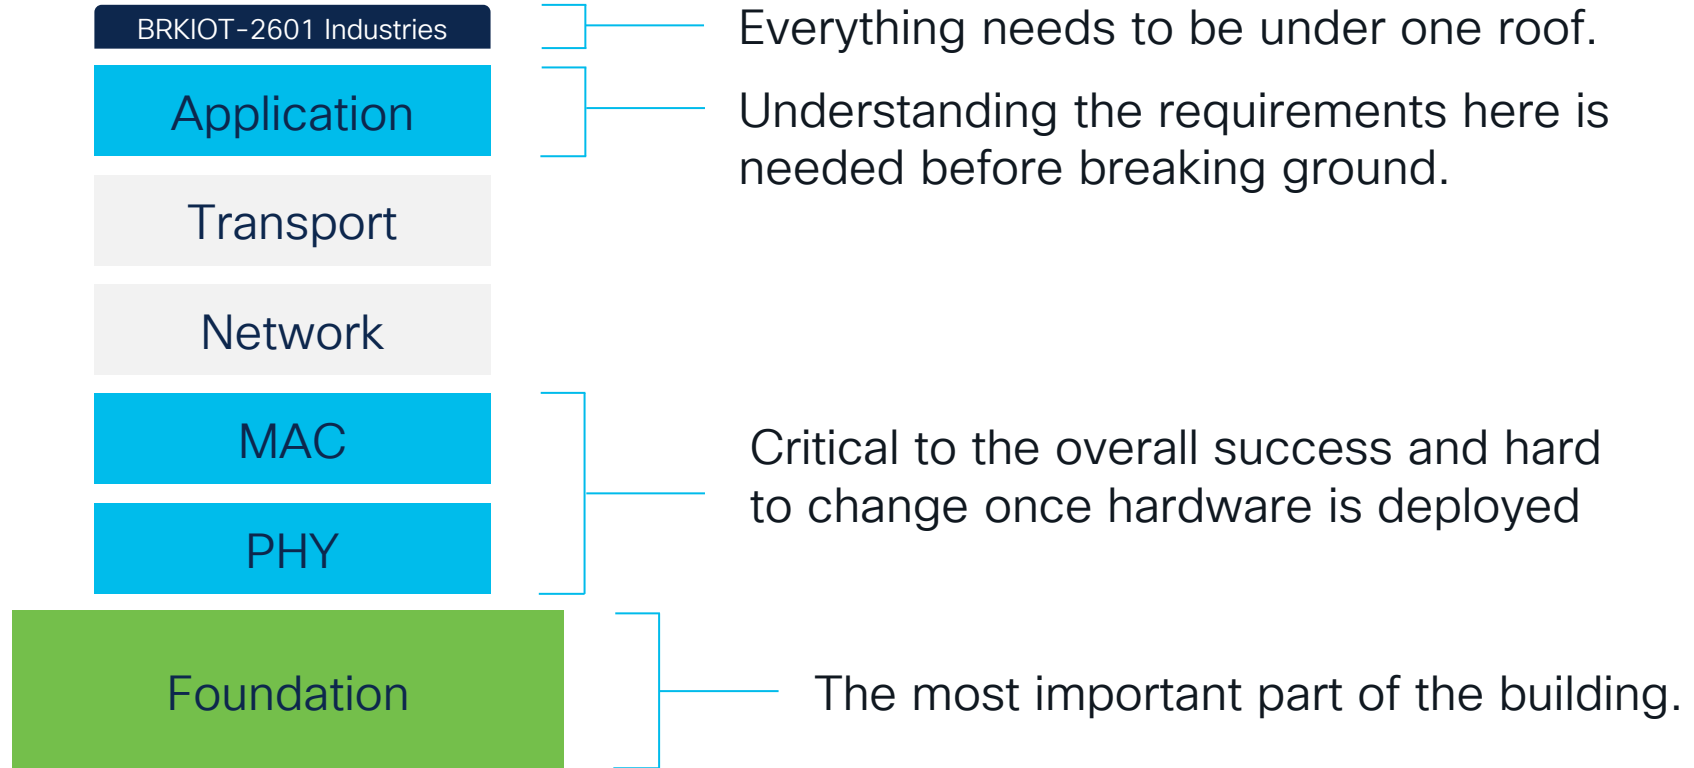 BRKIOT-2601 Industries
Everything needs to be under one roof.
Application
Understanding the requirements here is
needed before breaking ground.
Transport
Network
MAC
PHY
Critical to the overall success and hard
to change once hardware is deployed
Foundation
The most important part of the building.